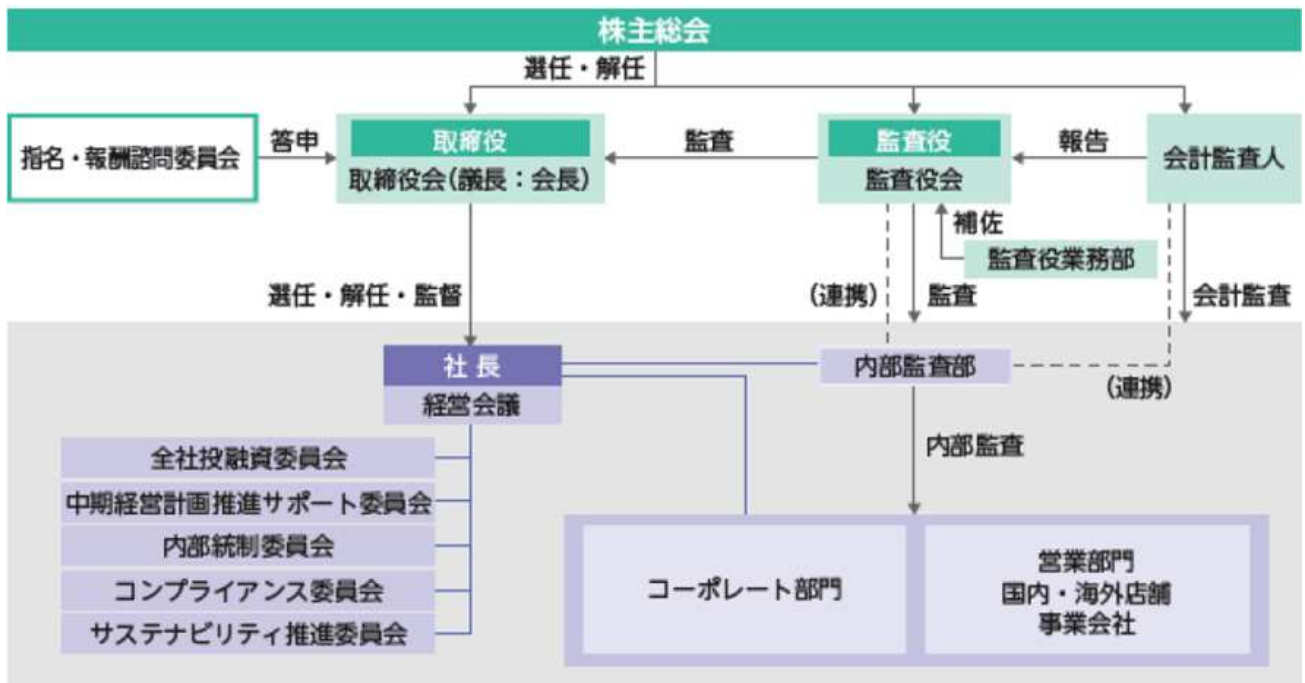 株主総会
選任・解任
指名・報酬諮問委員会
答申
取締役
取締役会(議長：会長)
監査
監査役
監査役会
報告
会計監査人
補佐
監査役業務部
選任・解任・監督
(連携)
監査
会計監査
社長
経営会議
内部監査部
(連携)
内部監査
全社投融資委員会
中期経営計画推進サポート委員会
内部統制委員会
コンプライアンス委員会
サステナビリティ推進委員会
コーポレート部門
営業部門
国内・海外店舗
事業会社